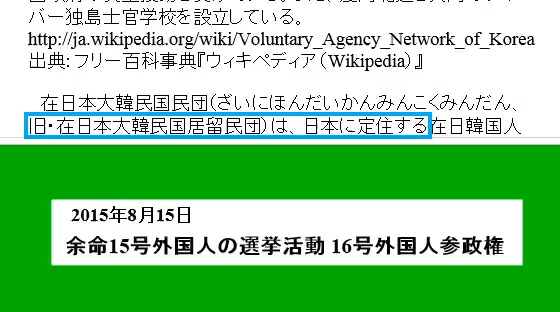 バー独島士官学校を設立している。
http://ja.wikipedia.org/wiki/Voluntary_Agency_Network_of_Korea
出典: フリー百科事典『ウィキペディア（Wikipedia）』
在日本大韓民国民団(ざいにほんだいかんみんこくみんだん、
旧・在日本大韓民国居留民団)は、日本に定住する在日韓国人
2015年8月15日
余命15号外国人の選挙活動 16号外国人参政権